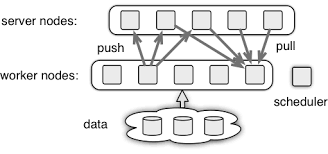 server nodes:
push
pull
worker nodes:
scheduler
data